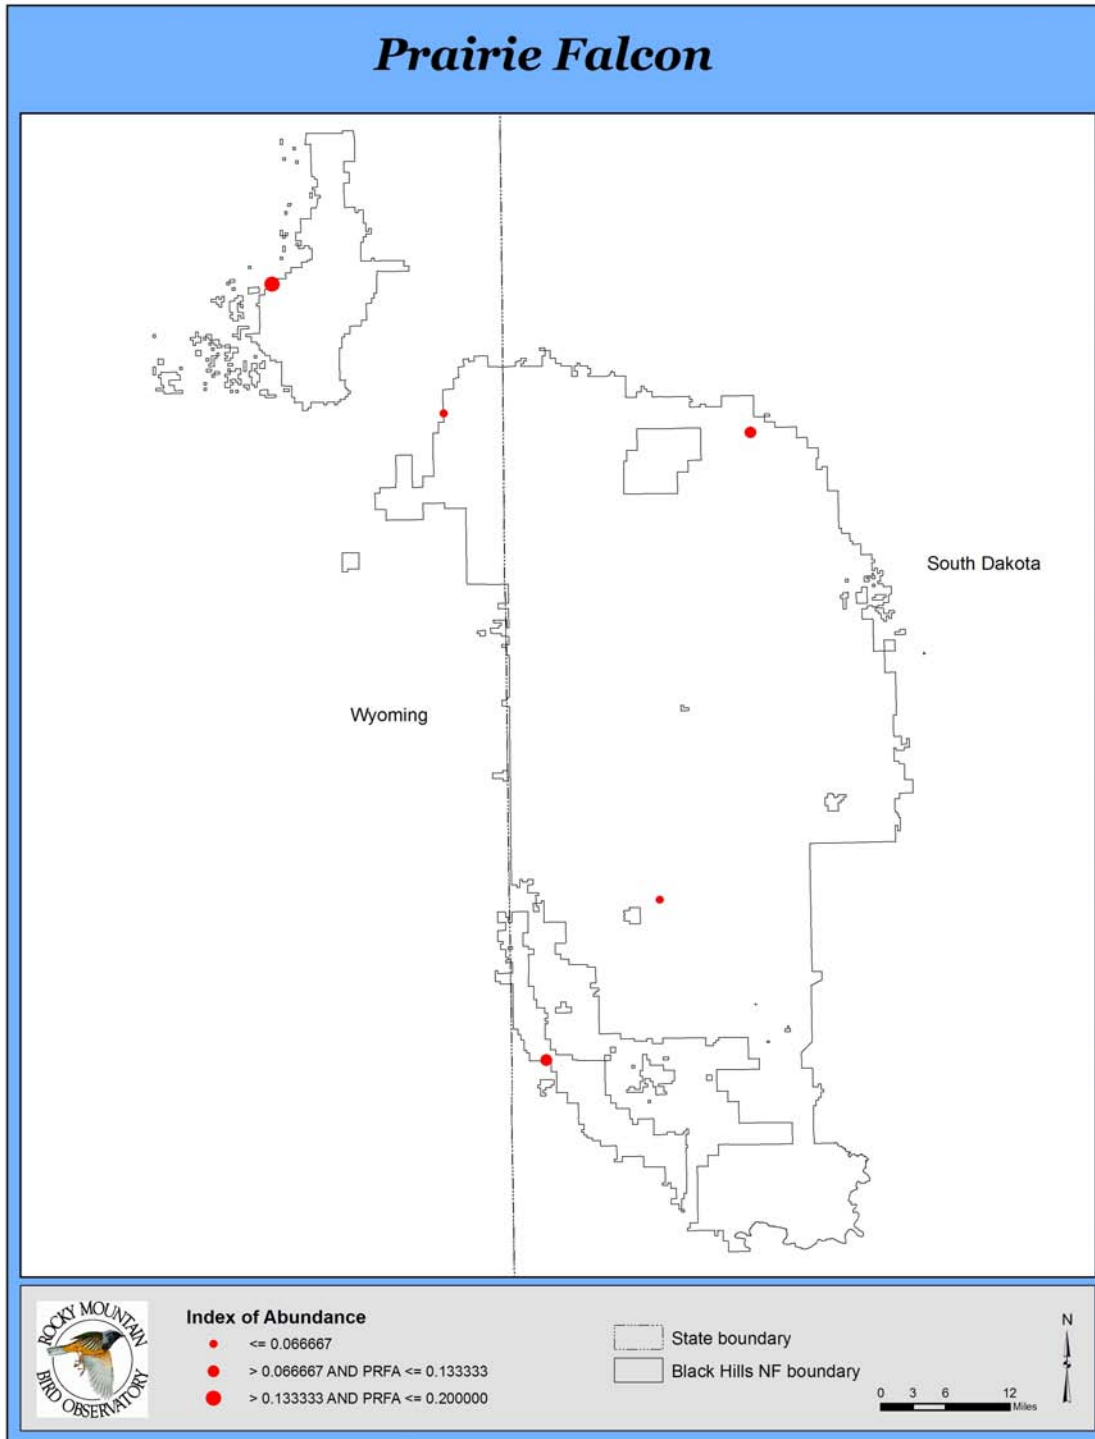 Prairie Falcon
South Dakota
Wyoming
ROCKY MOUNTAIN
BIRD OBSERVATORY
Index of Abundance
<= 0.066667
> 0.066667 AND PRFA <= 0.133333
> 0.133333 AND PRFA <= 0.200000
State boundary
Black Hills NF boundary
N
0 3 6 12
Miles